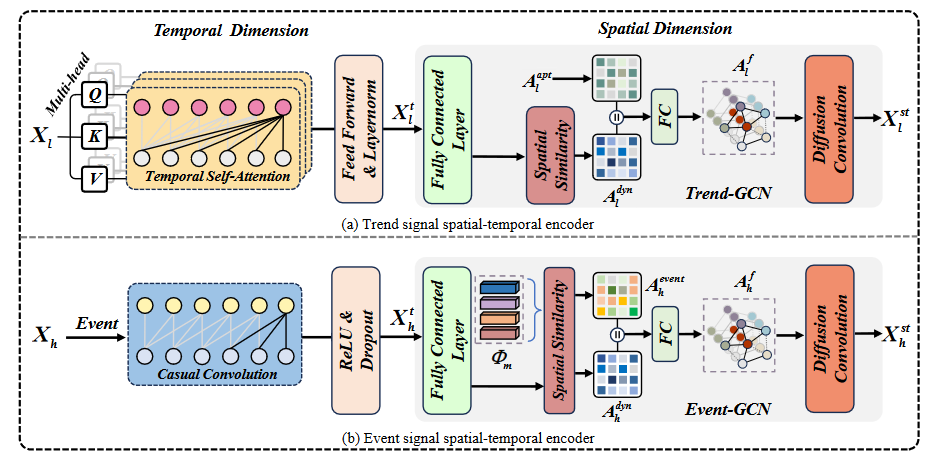 Temporal Dimension
Spatial Dimension
Multi-head
X_l
Q
K
V
Temporal Self-Attention
Feed Forward
& Layernorm
X_l^t
Fully Connected
Layer
Spatial
Similarity
A_l^{apt}
A_l^{dyn}
FC
A_l^f
Trend-GCN
Diffusion
Convolution
X_l^{st}
(a) Trend signal spatial-temporal encoder
X_h
Event
Casual Convolution
ReLU &
Dropout
X_h^t
Fully Connected
Layer
Φ_m
Spatial Similarity
A_h^{event}
A_h^{dyn}
FC
A_h^f
Event-GCN
Diffusion
Convolution
X_h^{st}
(b) Event signal spatial-temporal encoder